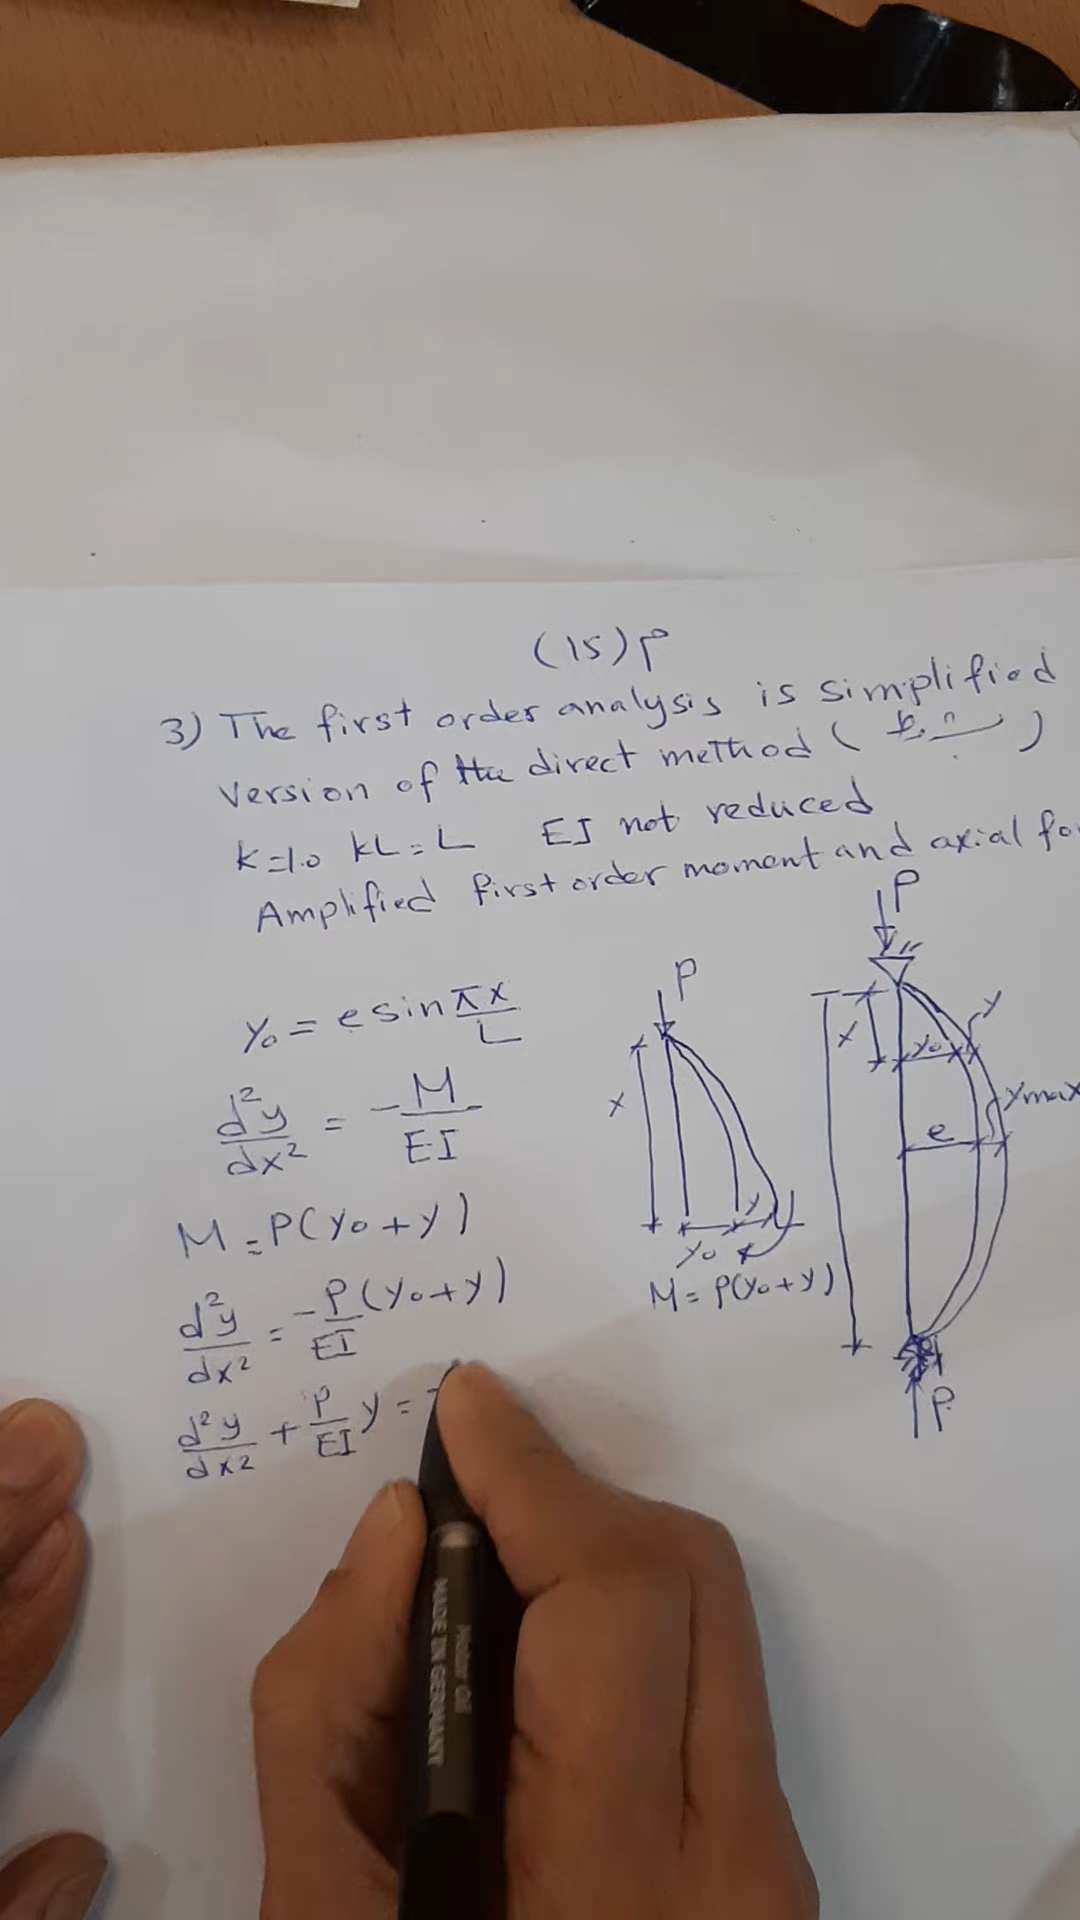 (15) P
3) The first order analysis is simplified
version of the direct method ( )
K=1.0 KL=L EI not reduced
Amplified first order moment and axial fo
y₀ = e sin πx/L
d²y/dx² = -M/EI
M = P(y₀+y)
d²y/dx² = -P/EI (y₀+y)
d²y/dx² + P/EI y = -
P
x
y₀
y
M = P(y₀+y)
P
x
y₀
y
ymax
e
P
MADE IN GERMANY